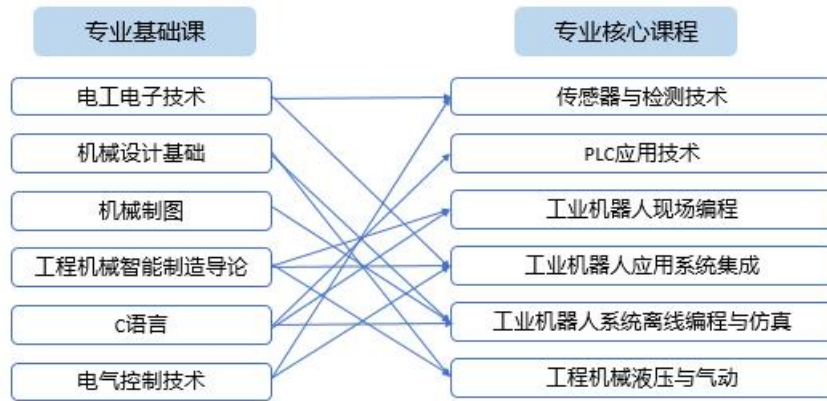 专业基础课
专业核心课程
电工电子技术
传感器与检测技术
机械设计基础
PLC应用技术
机械制图
工业机器人现场编程
工程机械智能制造导论
工业机器人应用系统集成
C语言
工业机器人系统离线编程与仿真
电气控制技术
工程机械液压与气动